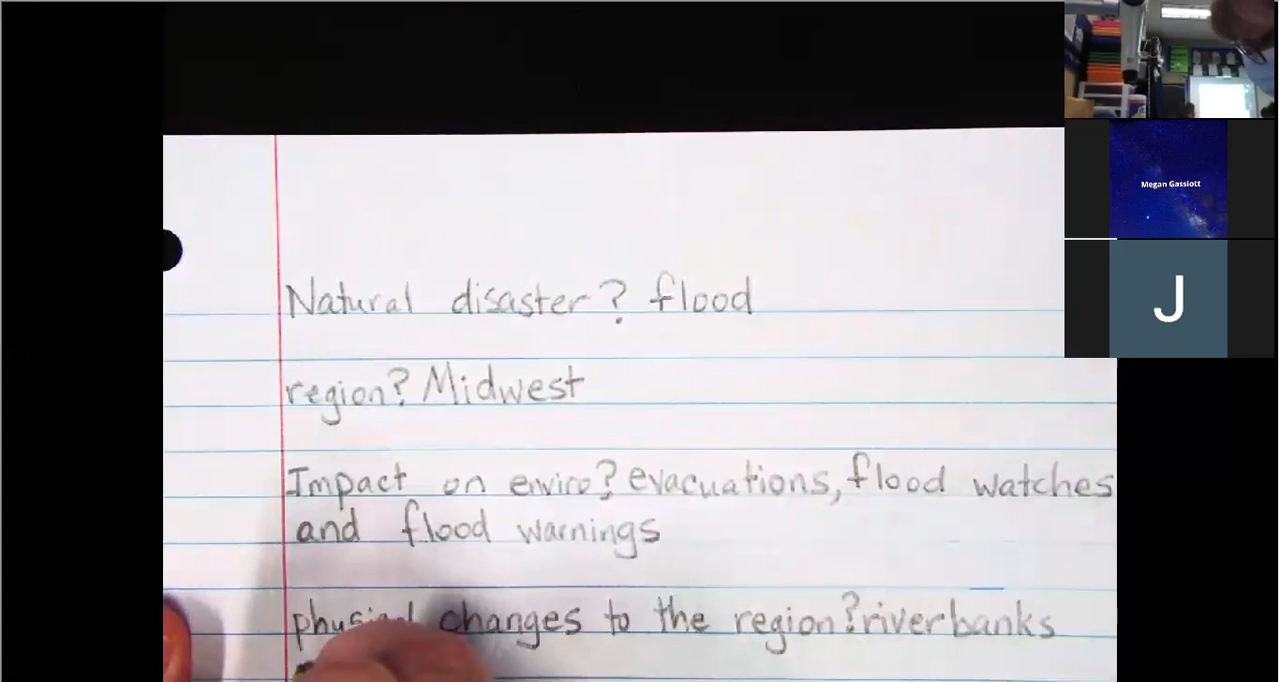 Natural disaster? flood
region? Midwest
Impact on enviro? evacuations, flood watches
and flood warnings
changes to the region? riverbanks
Megan Gassiott
J